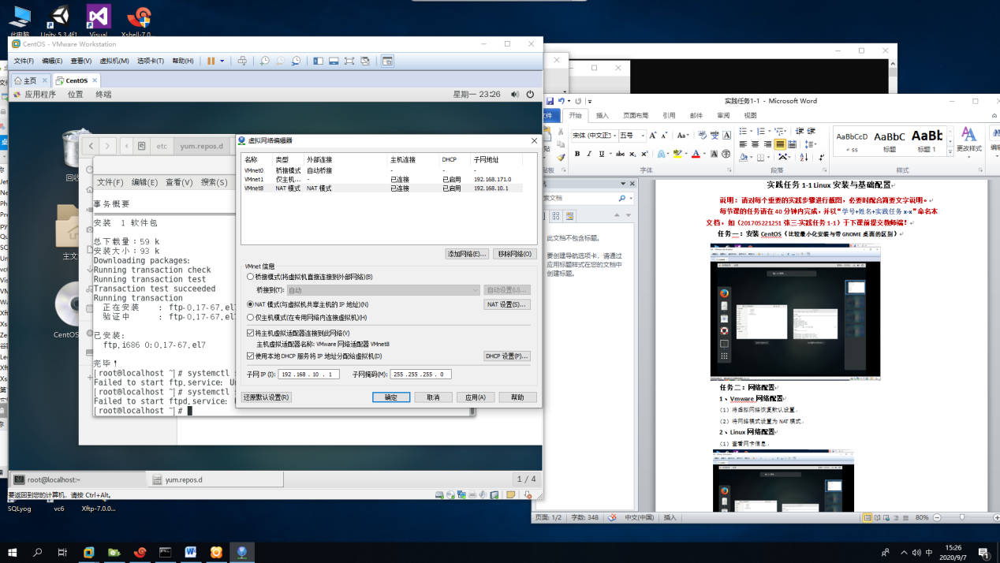 此电脑
Unity 5.3.4f1
Visual
Xshell-7.0...
CentOS - VMware Workstation
文件(F) 编辑(E) 查看(V) 虚拟机(M) 选项卡(T) 帮助(H)
主页
CentOS
应用程序 位置 终端
星期一 23:26
回收
主文
CentO
etc
yum.repos.d
文件(F) 编辑(E) 查看(V) 搜索(S)
事务概要
安装 1 软件包
总下载量：59 k
安装大小：93 k
Downloading packages:
Running transaction check
Running transaction test
Transaction test succeeded
Running transaction
正在安装 : ftp-0.17-67.el7
验证中 : ftp-0.17-67.el7
已安装:
ftp.i686 0:0.17-67.el7
完毕！
[root@localhost ~]# systemctl
Failed to start ftp.service: Un
[root@localhost ~]# systemctl
Failed to start ftpd.service:
[root@localhost ~]#
虚拟网络编辑器
名称 类型 外部连接 主机连接 DHCP 子网地址
VMnet0 桥接模式 自动桥接 - -
VMnet1 仅主机... - 已连接 已启用 192.168.171.0
VMnet8 NAT 模式 NAT 模式 已连接 已启用 192.168.10.1
添加网络(E)... 移除网络(O)
VMnet 信息
桥接模式(将虚拟机直接连接到外部网络)(B)
桥接到(T): 自动 自动设置(U)...
NAT 模式(与虚拟机共享主机的 IP 地址)(N) NAT 设置(S)...
仅主机模式(在专用网络内连接虚拟机)(H)
将主机虚拟适配器连接到此网络(V)
主机虚拟适配器名称: VMware 网络适配器 VMnet8
使用本地 DHCP 服务将 IP 地址分配给虚拟机(D) DHCP 设置(P)...
子网 IP (I): 192 . 168 . 10 . 1 子网掩码(M): 255 . 255 . 255 . 0
还原默认设置(R) 确定 取消 应用(A) 帮助
root@localhost:~
yum.repos.d
1 / 4
要返回到您的计算机，请按 Ctrl+Alt。
SQLyog
vc6
Xftp-7.0.0...
实践任务1-1 - Microsoft Word
文件 开始 插入 页面布局 引用 邮件 审阅 视图
宋体 (中文正) 五号
字体
段落
AaBbCcD AaBbC AaBb
ss 标题 标题 1
更改样式
样式
索文档
此文档不包含标题。
要创建导航选项卡，请通过
应用标题样式在您的文档中
创建标题。
实践任务 1-1 Linux 安装与基础配置
说明：请对每个重要的实践步骤进行截图，必要时配合简要文字说明。
每节课的任务请在 40 分钟内完成，并以“学号+姓名+实践任务 x-x”命名本
文档，如（201705221251 张三-实践任务 1-1）于下课前提交教师端！
任务一：安装 CentOS（比较最小化安装与带 GNOME 桌面的区别）
任务二：网络配置
1、Vmware 网络配置
（1）将虚拟网络恢复默认设置。
（2）将网络模式设置为 NAT 模式。
2、Linux 网络配置
（1）查看网卡信息。
页面: 1/2 字数: 348 中文(中国) 插入
80%
中
15:26
2020/9/7